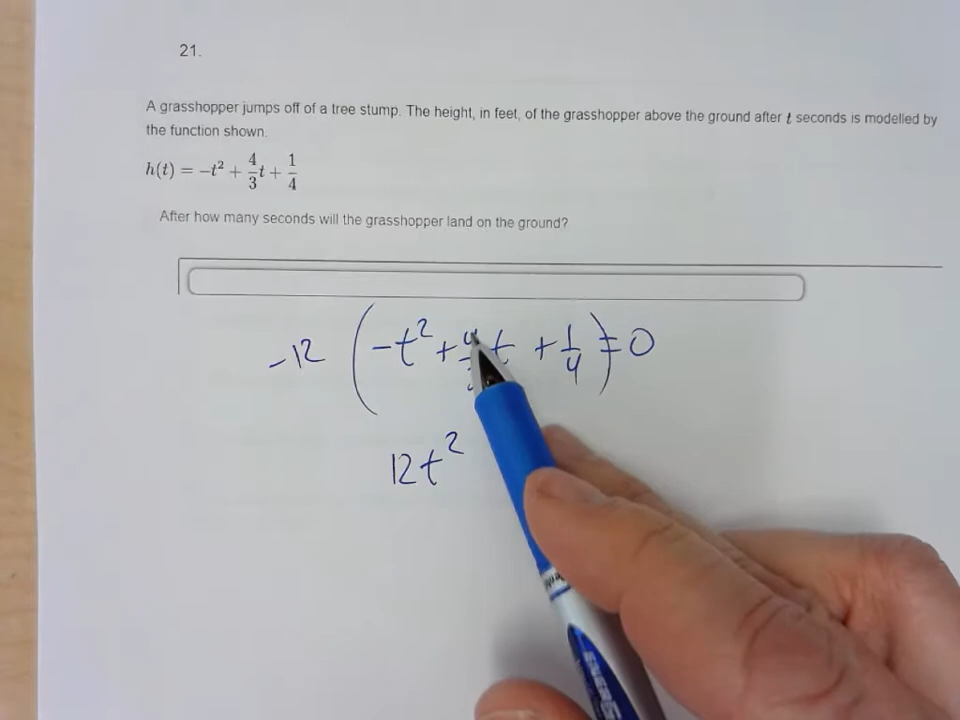 21.
A grasshopper jumps off of a tree stump. The height, in feet, of the grasshopper above the ground after t seconds is modelled by
the function shown.
h(t) = −t² + 4/3 t + 1/4
After how many seconds will the grasshopper land on the ground?
-12 (-t² + 4/3 t + 1/4) = 0
12t²